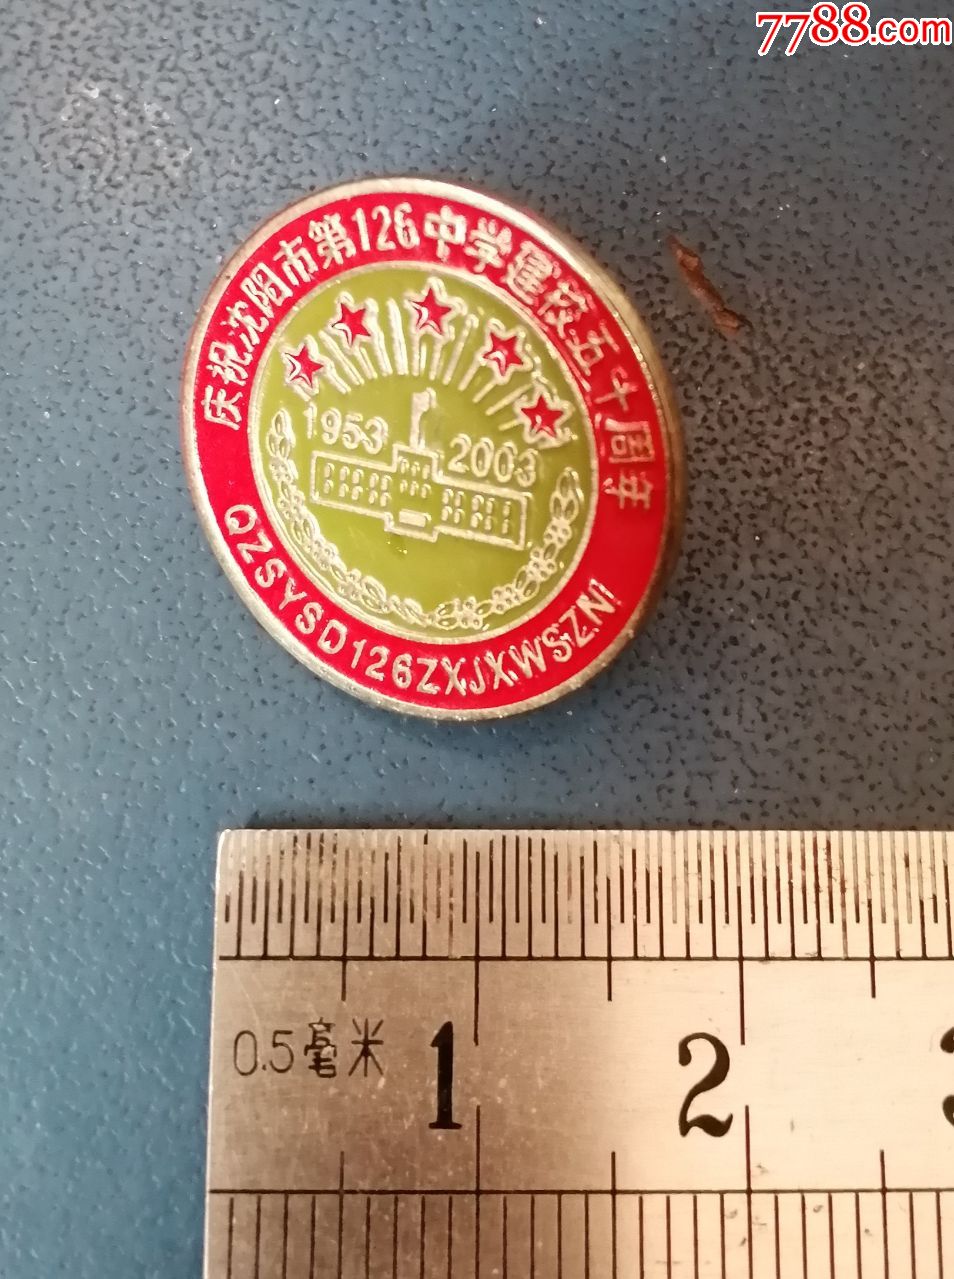 7788.com
庆祝沈阳市第126中学建校五十周年
1953 2003
QZSYSD126ZXJXWSZN
0.5毫米 1 2